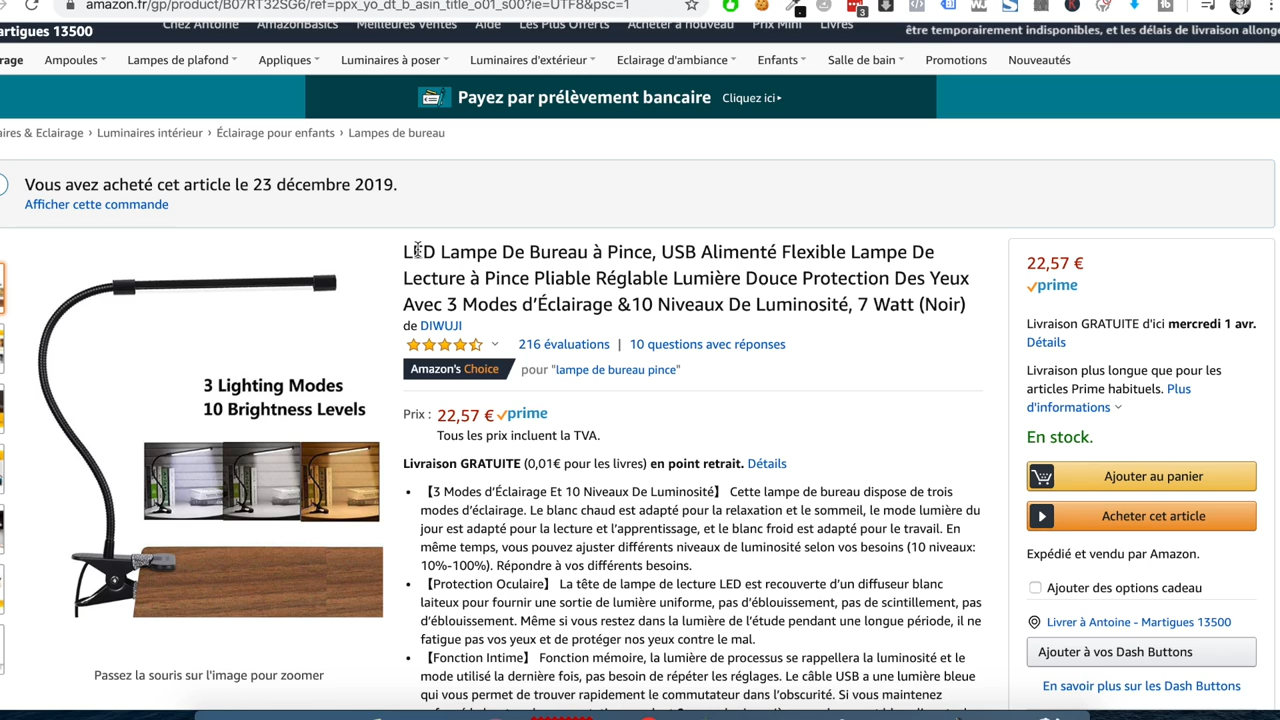 amazon.fr/gp/product/B07RT32SG6/ref=ppx_yo_dt_b_asin_title_o01_s00?ie=UTF8&psc=1
artigues 13500
Chez Antoine AmazonBasics Meilleures Ventes Aide Les Plus Offerts Acheter à nouveau Prix Mini Livres
être temporairement indisponibles, et les délais de livraison allongé
rage Ampoules Lampes de plafond Appliques Luminaires à poser Luminaires d'extérieur Eclairage d'ambiance Enfants Salle de bain Promotions Nouveautés
Payez par prélèvement bancaire Cliquez ici
aires & Eclairage › Luminaires intérieur › Éclairage pour enfants › Lampes de bureau
Vous avez acheté cet article le 23 décembre 2019.
Afficher cette commande
3 Lighting Modes
10 Brightness Levels
Passez la souris sur l'image pour zoomer
LED Lampe De Bureau à Pince, USB Alimenté Flexible Lampe De
Lecture à Pince Pliable Réglable Lumière Douce Protection Des Yeux
Avec 3 Modes d'Éclairage &10 Niveaux De Luminosité, 7 Watt (Noir)
de DIWUJI
216 évaluations | 10 questions avec réponses
Amazon's Choice pour "lampe de bureau pince"
Prix : 22,57 € prime
Tous les prix incluent la TVA.
Livraison GRATUITE (0,01€ pour les livres) en point retrait. Détails
• 【3 Modes d'Éclairage Et 10 Niveaux De Luminosité】 Cette lampe de bureau dispose de trois
modes d'éclairage. Le blanc chaud est adapté pour la relaxation et le sommeil, le mode lumière du
jour est adapté pour la lecture et l'apprentissage, et le blanc froid est adapté pour le travail. En
même temps, vous pouvez ajuster différents niveaux de luminosité selon vos besoins (10 niveaux:
10%-100%). Répondre à vos différents besoins.
• 【Protection Oculaire】 La tête de lampe de lecture LED est recouverte d'un diffuseur blanc
laiteux pour fournir une sortie de lumière uniforme, pas d'éblouissement, pas de scintillement, pas
d'éblouissement. Même si vous restez dans la lumière de l'étude pendant une longue période, il ne
fatigue pas vos yeux et de protéger nos yeux contre le mal.
• 【Fonction Intime】 Fonction mémoire, la lumière de processus se rappellera la luminosité et le
mode utilisé la dernière fois, pas besoin de répéter les réglages. Le câble USB a une lumière bleue
qui vous permet de trouver rapidement le commutateur dans l'obscurité. Si vous maintenez
22,57 €
prime
Livraison GRATUITE d'ici mercredi 1 avr.
Détails
Livraison plus longue que pour les
articles Prime habituels. Plus
d'informations
En stock.
Ajouter au panier
Acheter cet article
Expédié et vendu par Amazon.
Ajouter des options cadeau
Livrer à Antoine - Martigues 13500
Ajouter à vos Dash Buttons
En savoir plus sur les Dash Buttons